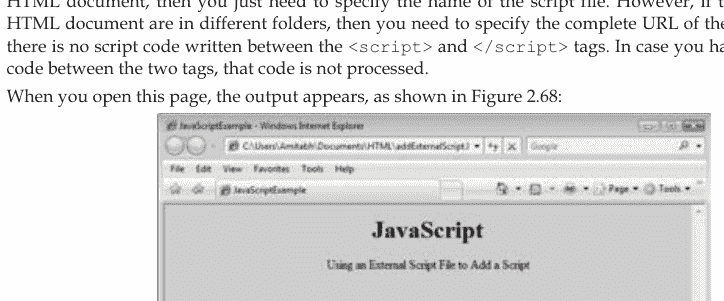 HTML document, then you just need to specify the name of the script file. However, if t
HTML document are in different folders, then you need to specify the complete URL of the
there is no script code written between the <script> and </script> tags. In case you ha
code between the two tags, that code is not processed.
When you open this page, the output appears, as shown in Figure 2.68:
JavaScriptExample - Windows Internet Explorer
C:\Users\Amitabh\Documents\HTML\addExternalScript.h Google
File Edit View Favorites Tools Help
JavaScriptExample Page Tools
JavaScript
Using an External Script File to Add a Script